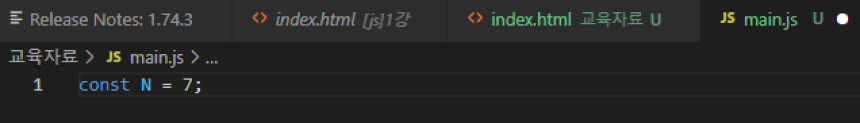 Release Notes: 1.74.3
<> index.html [js]1강
<> index.html 교육자료 U
JS main.js U
교육자료 > JS main.js > ...
1 const N = 7;